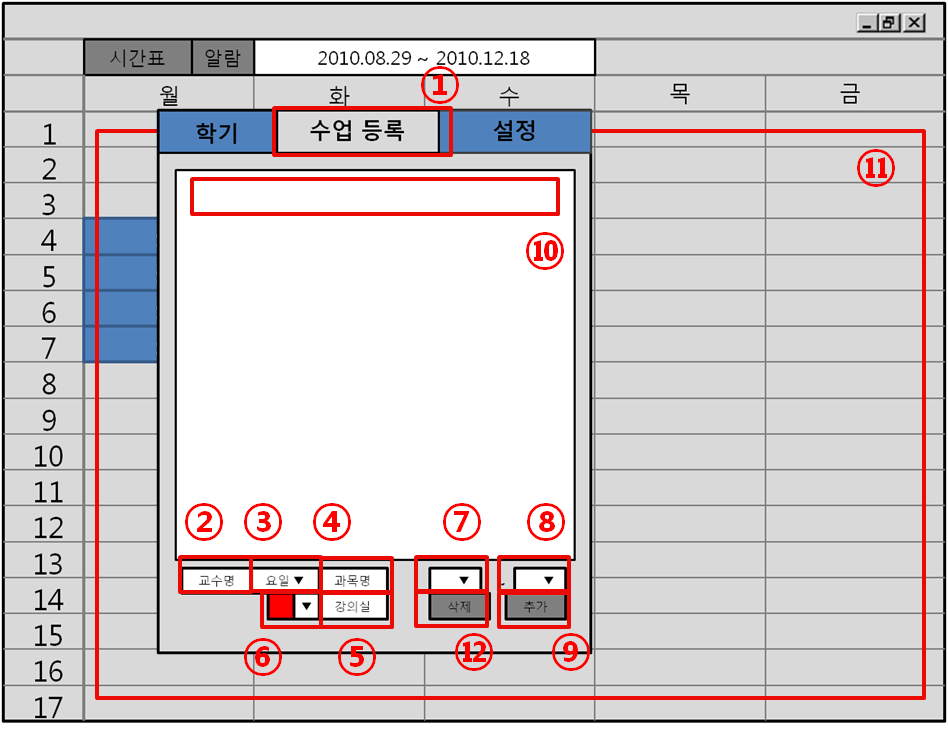 시간표 알람 2010.08.29 ~ 2010.12.18
월 화 수 목 금
①
학기 수업 등록 설정
1
2
⑪
3
4
⑩
5
6
7
8
9
10
11
12
② ③ ④ ⑦ ⑧
13
교수명 요일▼ 과목명 ▼ ~ ▼
14
▼ 강의실 삭제 추가
15
⑥ ⑤ ⑫ ⑨
16
17